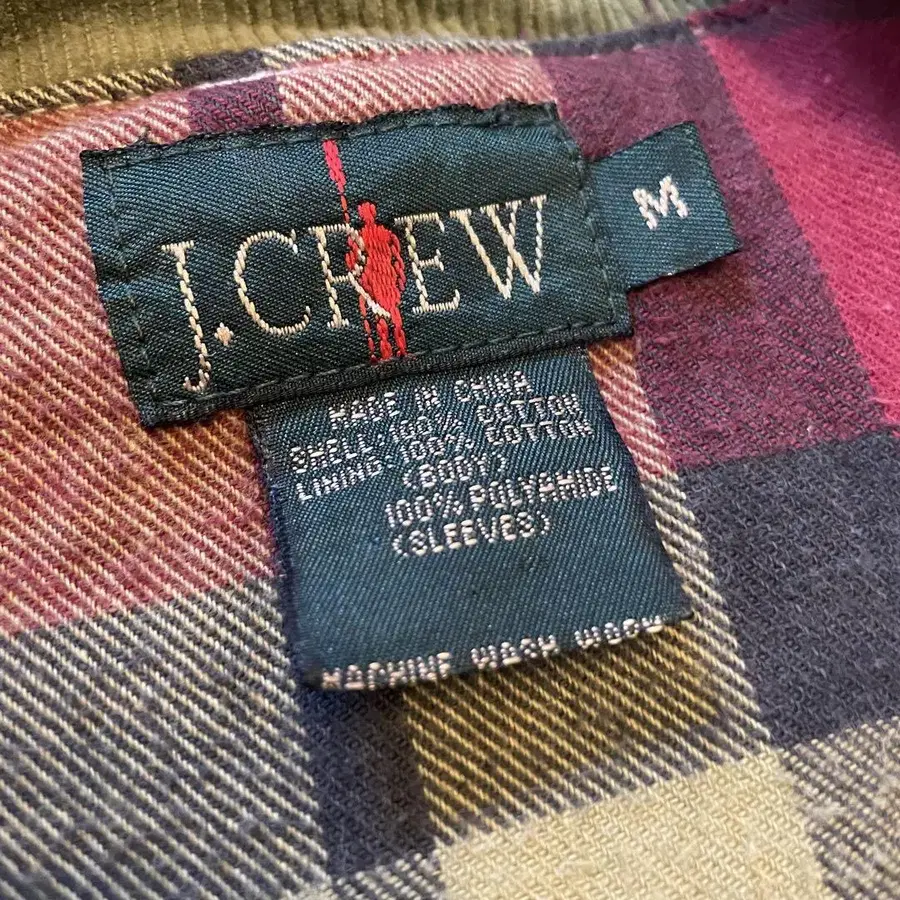 J.CREW
M
MADE IN CHINA
SHELL: 100% COTTON
LINING: 100% COTTON
(BODY)
100% POLYAMIDE
(SLEEVES)
MACHINE WASH WARM